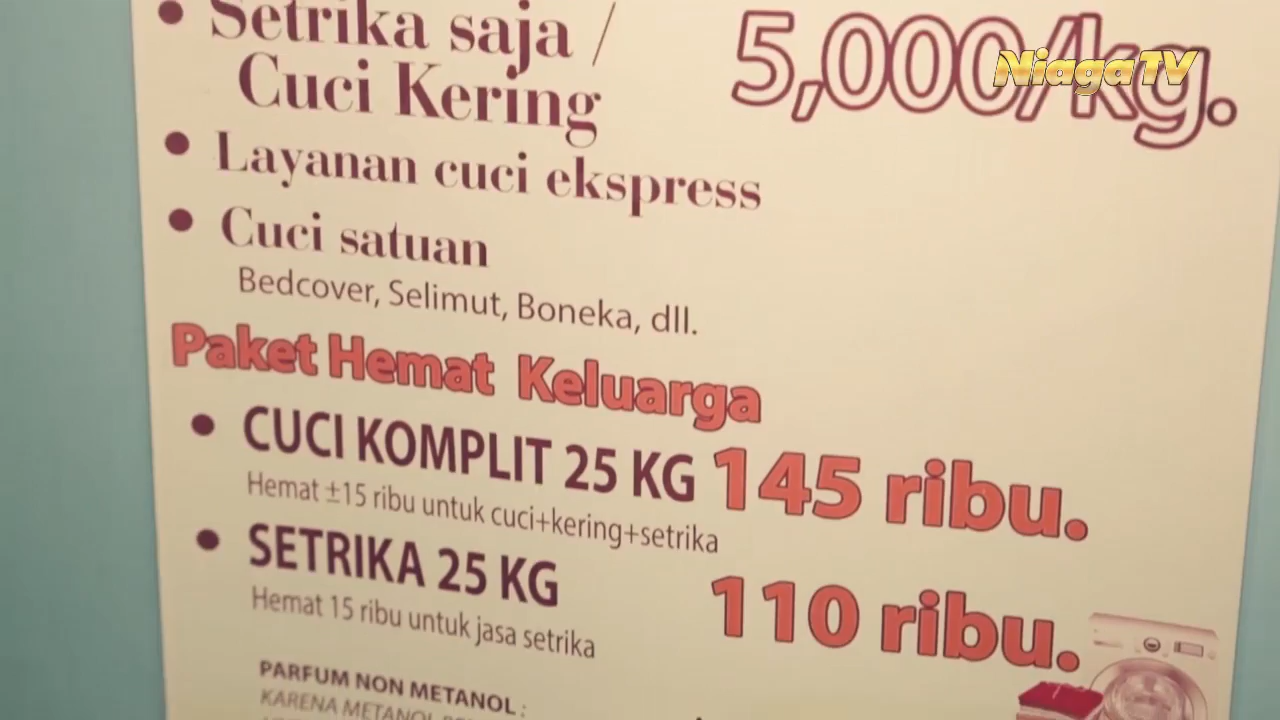 • Setrika saja /
Cuci Kering
5,000/kg.
Niaga TV
• Layanan cuci ekspress
• Cuci satuan
Bedcover, Selimut, Boneka, dll.
Paket Hemat Keluarga
• CUCI KOMPLIT 25 KG 145 ribu.
Hemat ±15 ribu untuk cuci+kering+setrika
• SETRIKA 25 KG 110 ribu.
Hemat 15 ribu untuk jasa setrika
PARFUM NON METANOL :
KARENA METANOL